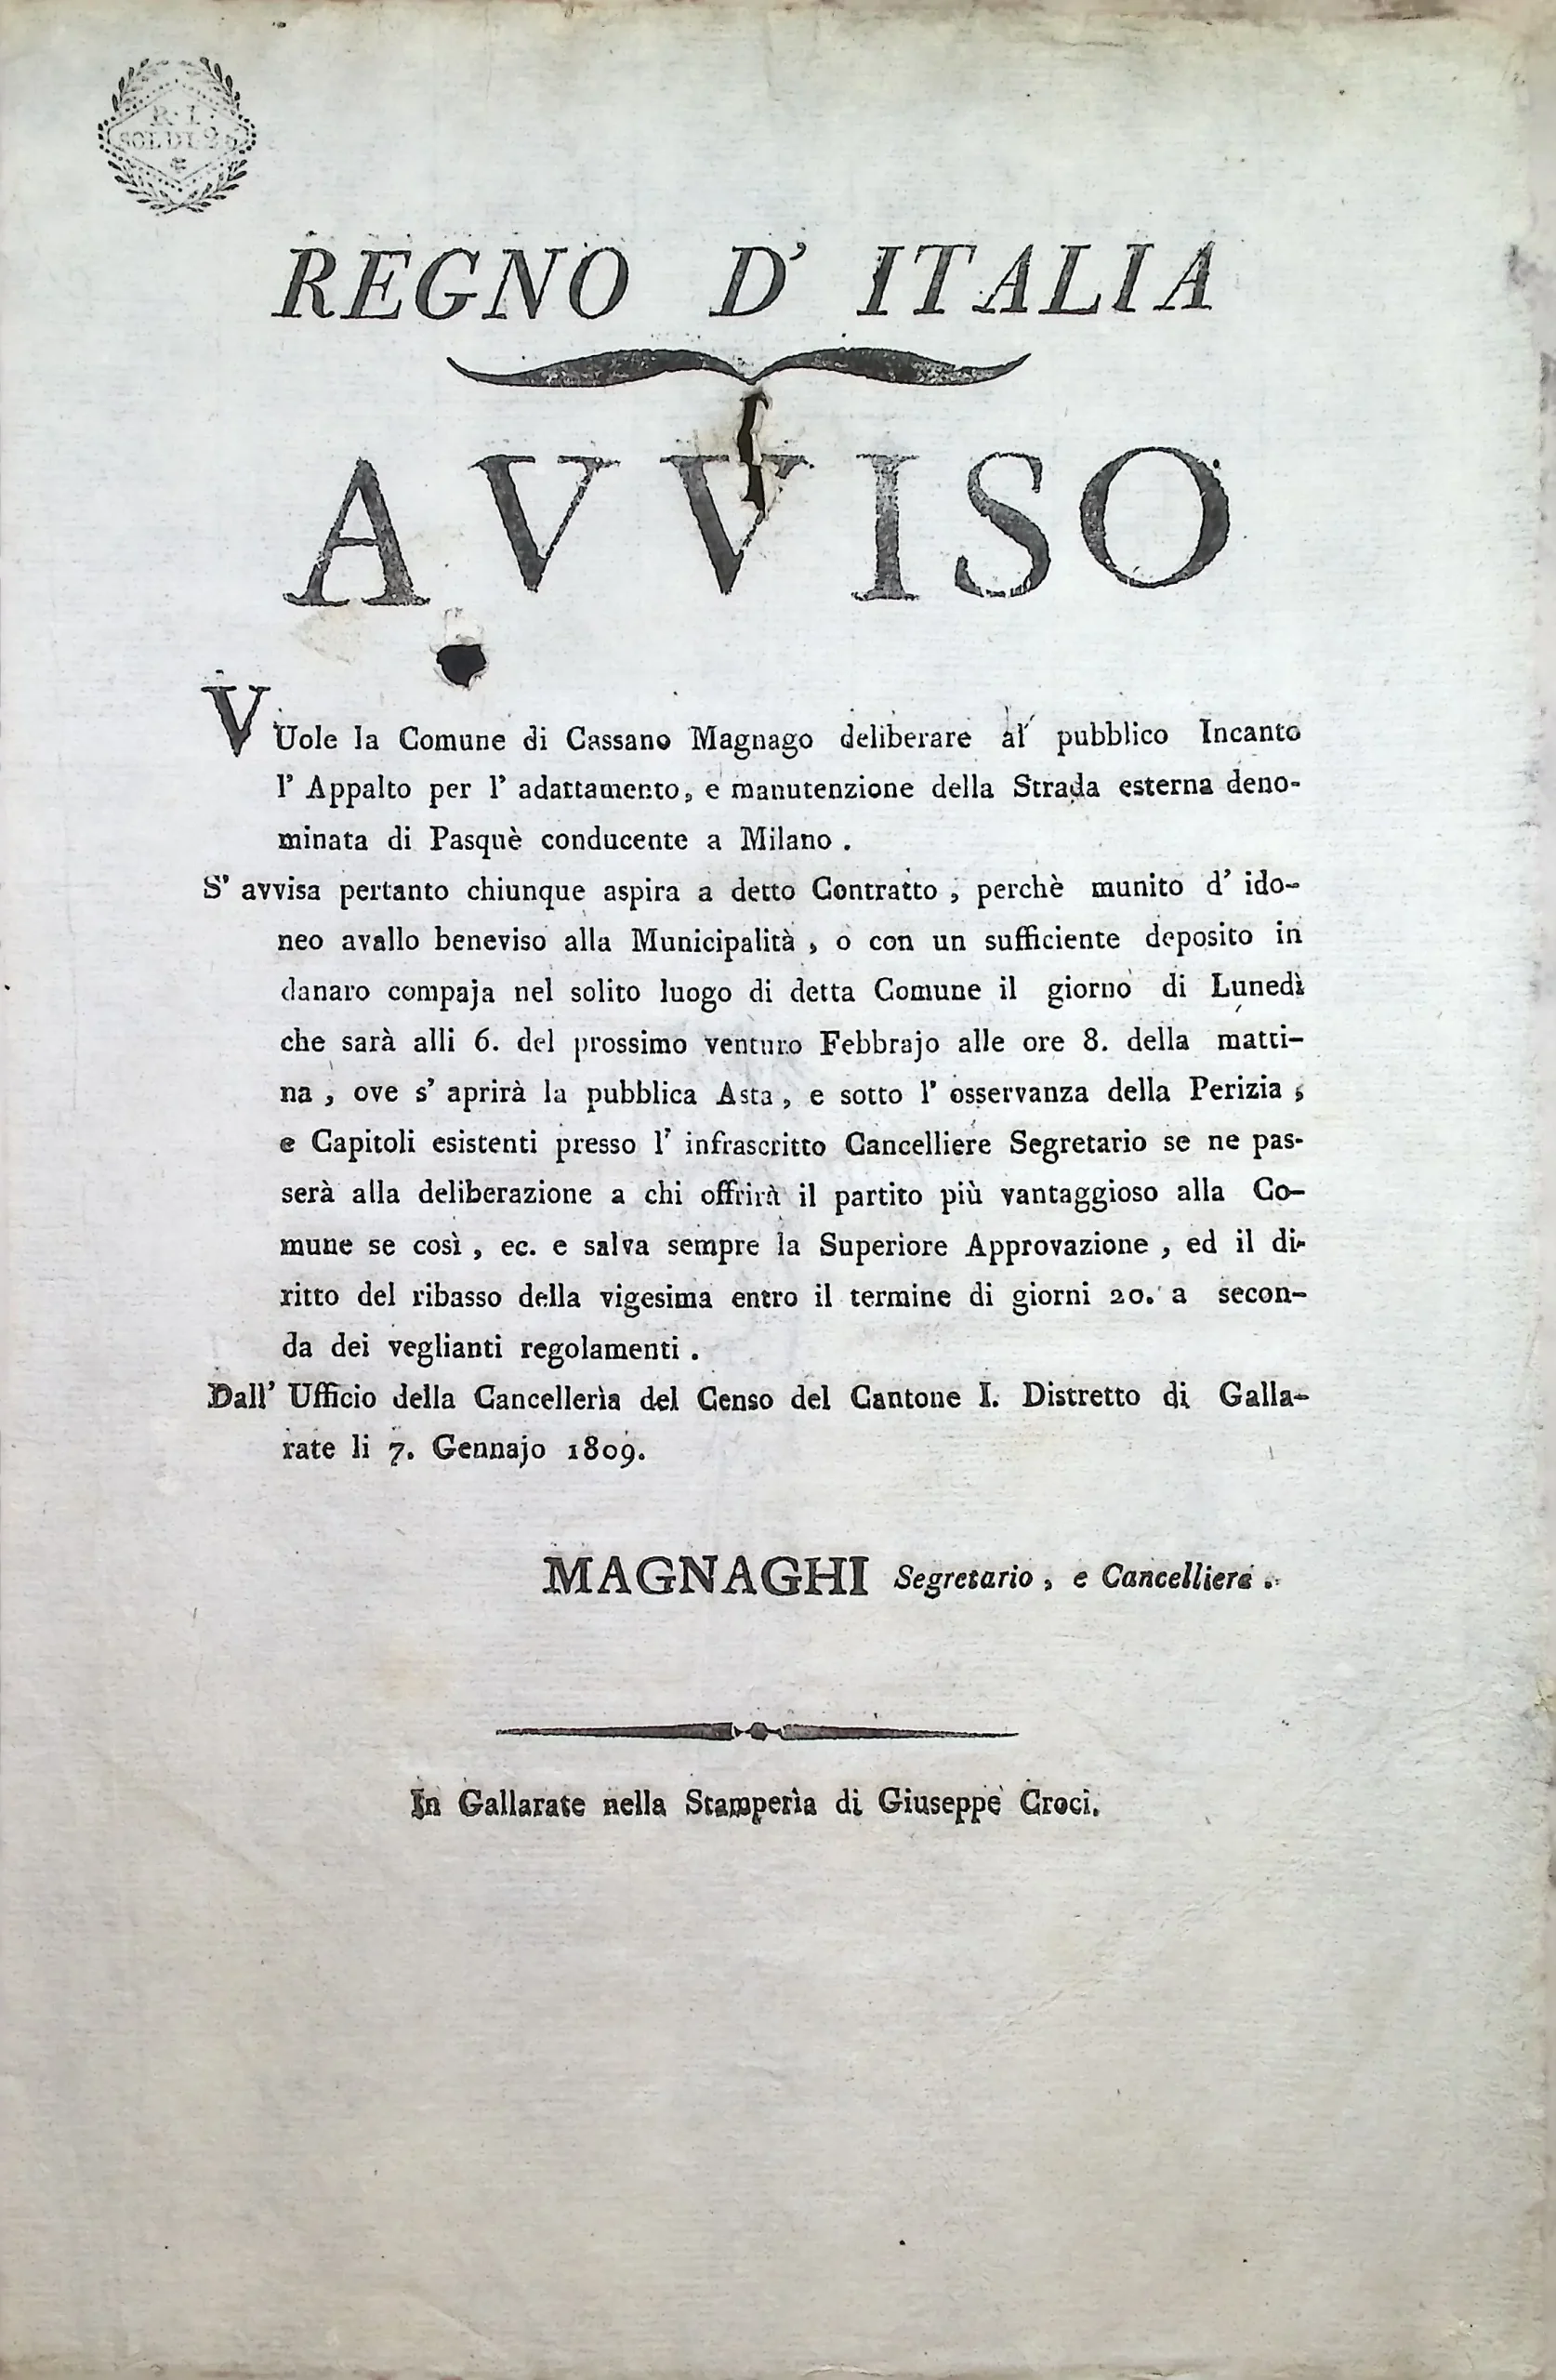 R. I.
SOLDI 25
REGNO D' ITALIA
AVVISO
VUole la Comune di Cassano Magnago deliberare al pubblico Incanto
l' Appalto per l' adattamento, e manutenzione della Strada esterna deno-
minata di Pasquè conducente a Milano .
S' avvisa pertanto chiunque aspira a detto Contratto , perchè munito d' ido-
neo avallo beneviso alla Municipalità , o con un sufficiente deposito in
danaro compaja nel solito luogo di detta Comune il giorno di Lunedì
che sarà alli 6. del prossimo venturo Febbrajo alle ore 8. della matti-
na , ove s' aprirà la pubblica Asta , e sotto l' osservanza della Perizia ,
e Capitoli esistenti presso l' infrascritto Cancelliere Segretario se ne pas-
serà alla deliberazione a chi offrirà il partito più vantaggioso alla Co-
mune se così , ec. e salva sempre la Superiore Approvazione , ed il di-
ritto del ribasso della vigesima entro il termine di giorni 20. a secon-
da dei veglianti regolamenti .
Dall' Ufficio della Cancellerìa del Censo del Cantone I. Distretto di Galla-
rate li 7. Gennajo 1809.
MAGNAGHI Segretario , e Cancelliere .
In Gallarate nella Stamperìa di Giuseppe Croci.